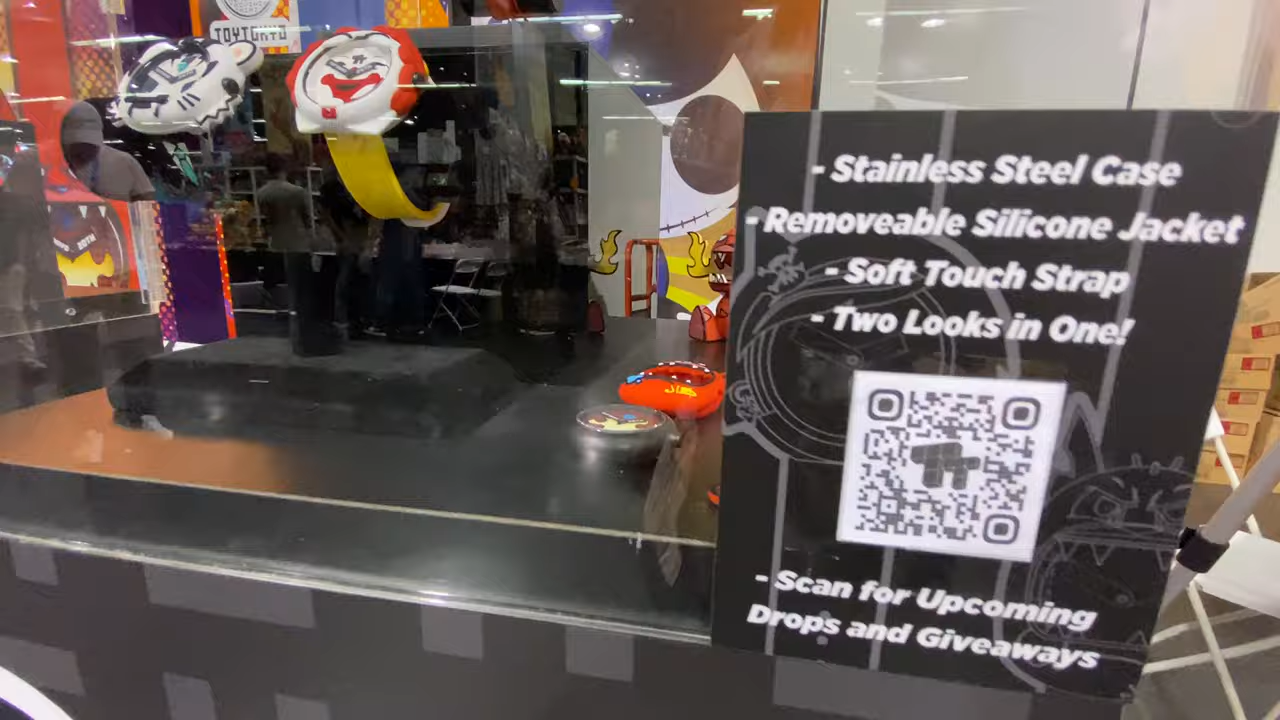 TOYTOKYO
- Stainless Steel Case
- Removeable Silicone Jacket
- Soft Touch Strap
- Two Looks in One!
- Scan for Upcoming
Drops and Giveaways